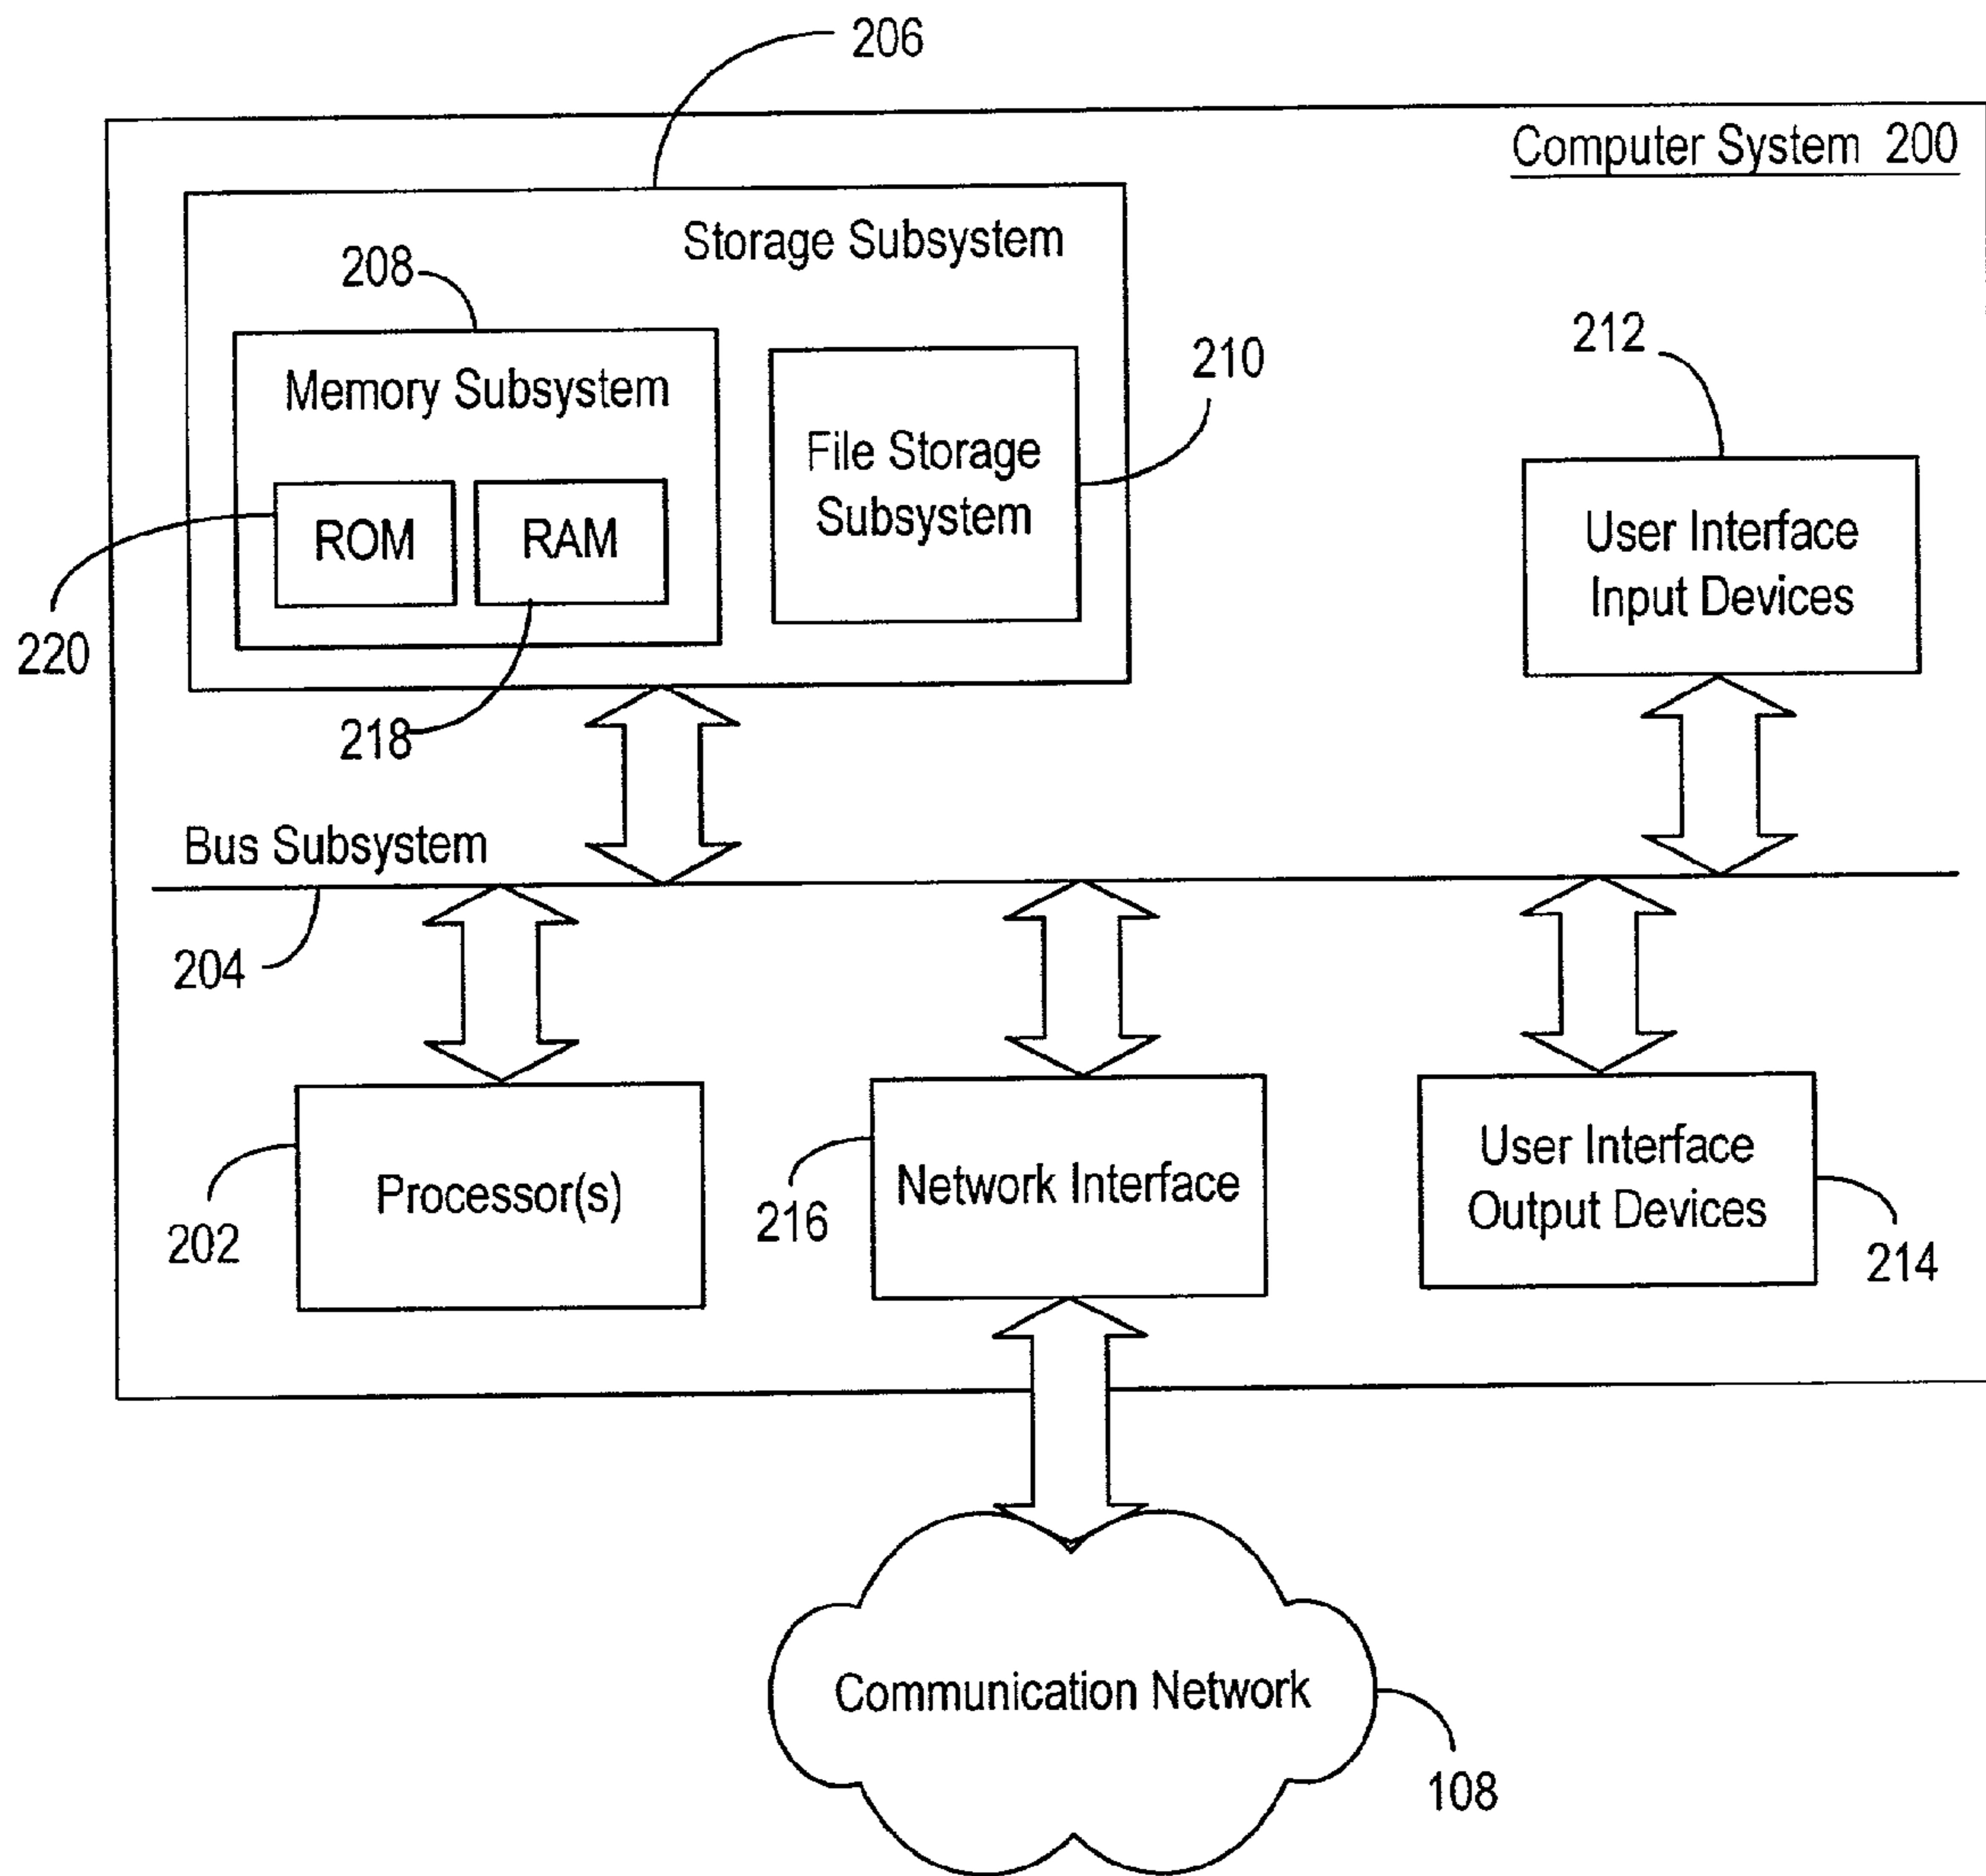 206
Computer System 200
Storage Subsystem
208
Memory Subsystem
210
File Storage
Subsystem
212
User Interface
Input Devices
ROM
RAM
220
218
Bus Subsystem
204
Processor(s)
202
Network Interface
216
User Interface
Output Devices
214
Communication Network
108